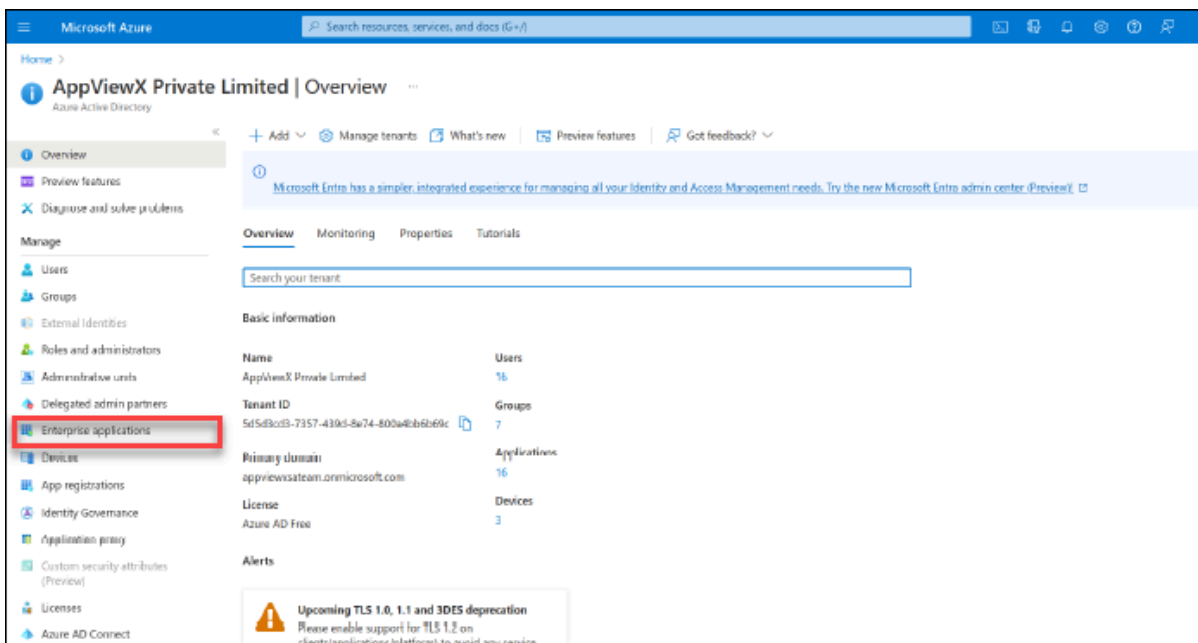 Microsoft Azure
Search resources, services, and docs (G+/)
Home >
AppViewX Private Limited | Overview ...
Azure Active Directory
«
+ Add
Manage tenants
What's new
Preview features
Got feedback?
Overview
Preview features
Diagnose and solve problems
Manage
Users
Groups
External Identities
Roles and administrators
Administrative units
Delegated admin partners
Enterprise applications
Devices
App registrations
Identity Governance
Application proxy
Custom security attributes
(Preview)
Licenses
Azure AD Connect
Microsoft Entra has a simpler, integrated experience for managing all your Identity and Access Management needs. Try the new Microsoft Entra admin center (Preview)!
Overview Monitoring Properties Tutorials
Search your tenant
Basic information
Name
AppViewX Private Limited
Tenant ID
5d5d3cd3-7357-439d-8e74-800a4bb6b69c
Primary domain
appviewxsateam.onmicrosoft.com
License
Azure AD Free
Users
16
Groups
7
Applications
16
Devices
3
Alerts
Upcoming TLS 1.0, 1.1 and 3DES deprecation
Please enable support for TLS 1.2 on
clients(applications/platform) to avoid any service